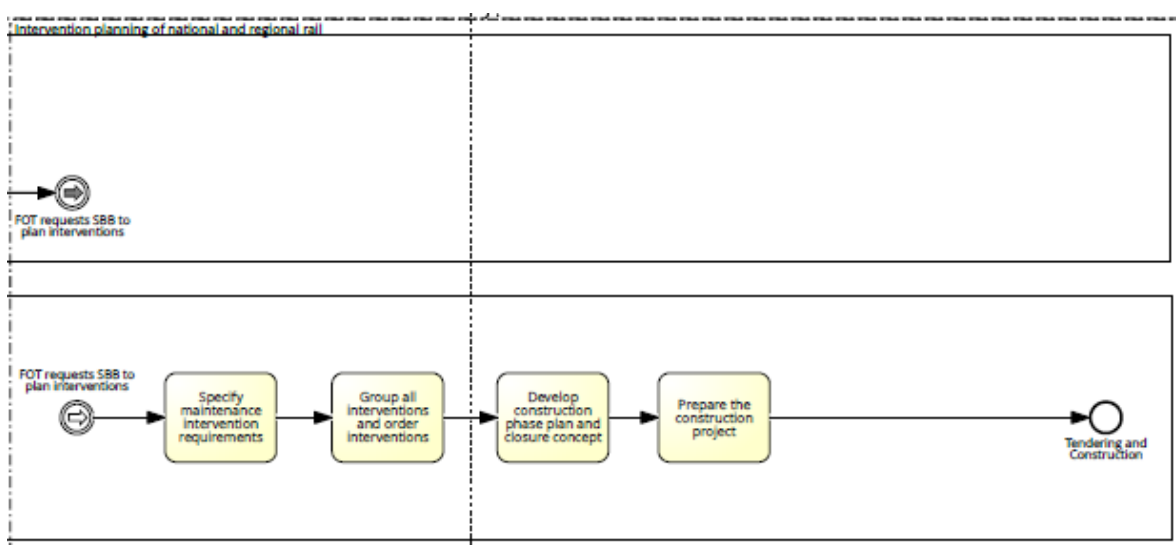 Intervention planning of national and regional rail
FOT requests SBB to
plan interventions
FOT requests SBB to
plan interventions
Specify
maintenance
intervention
requirements
Group all
interventions
and order
interventions
Develop
construction
phase plan and
closure concept
Prepare the
construction
project
Tendering and
Construction